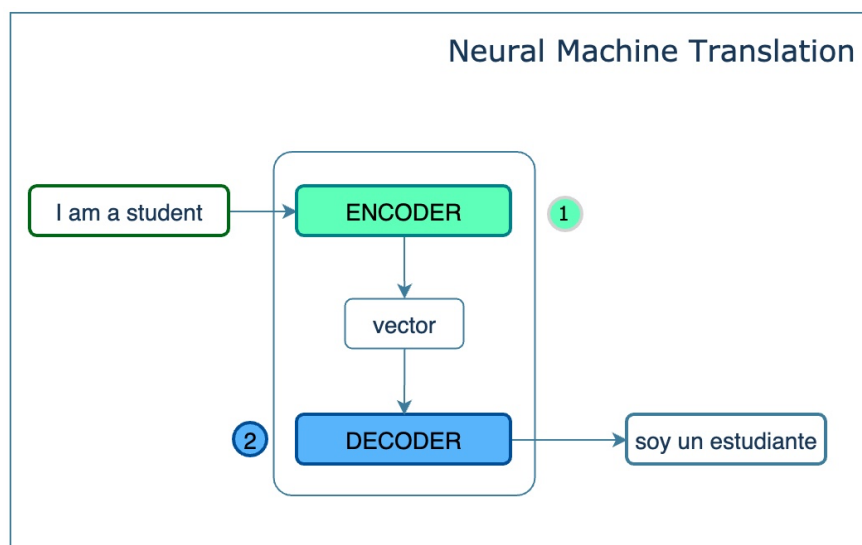 Neural Machine Translation
I am a student
ENCODER
1
vector
2
DECODER
soy un estudiante